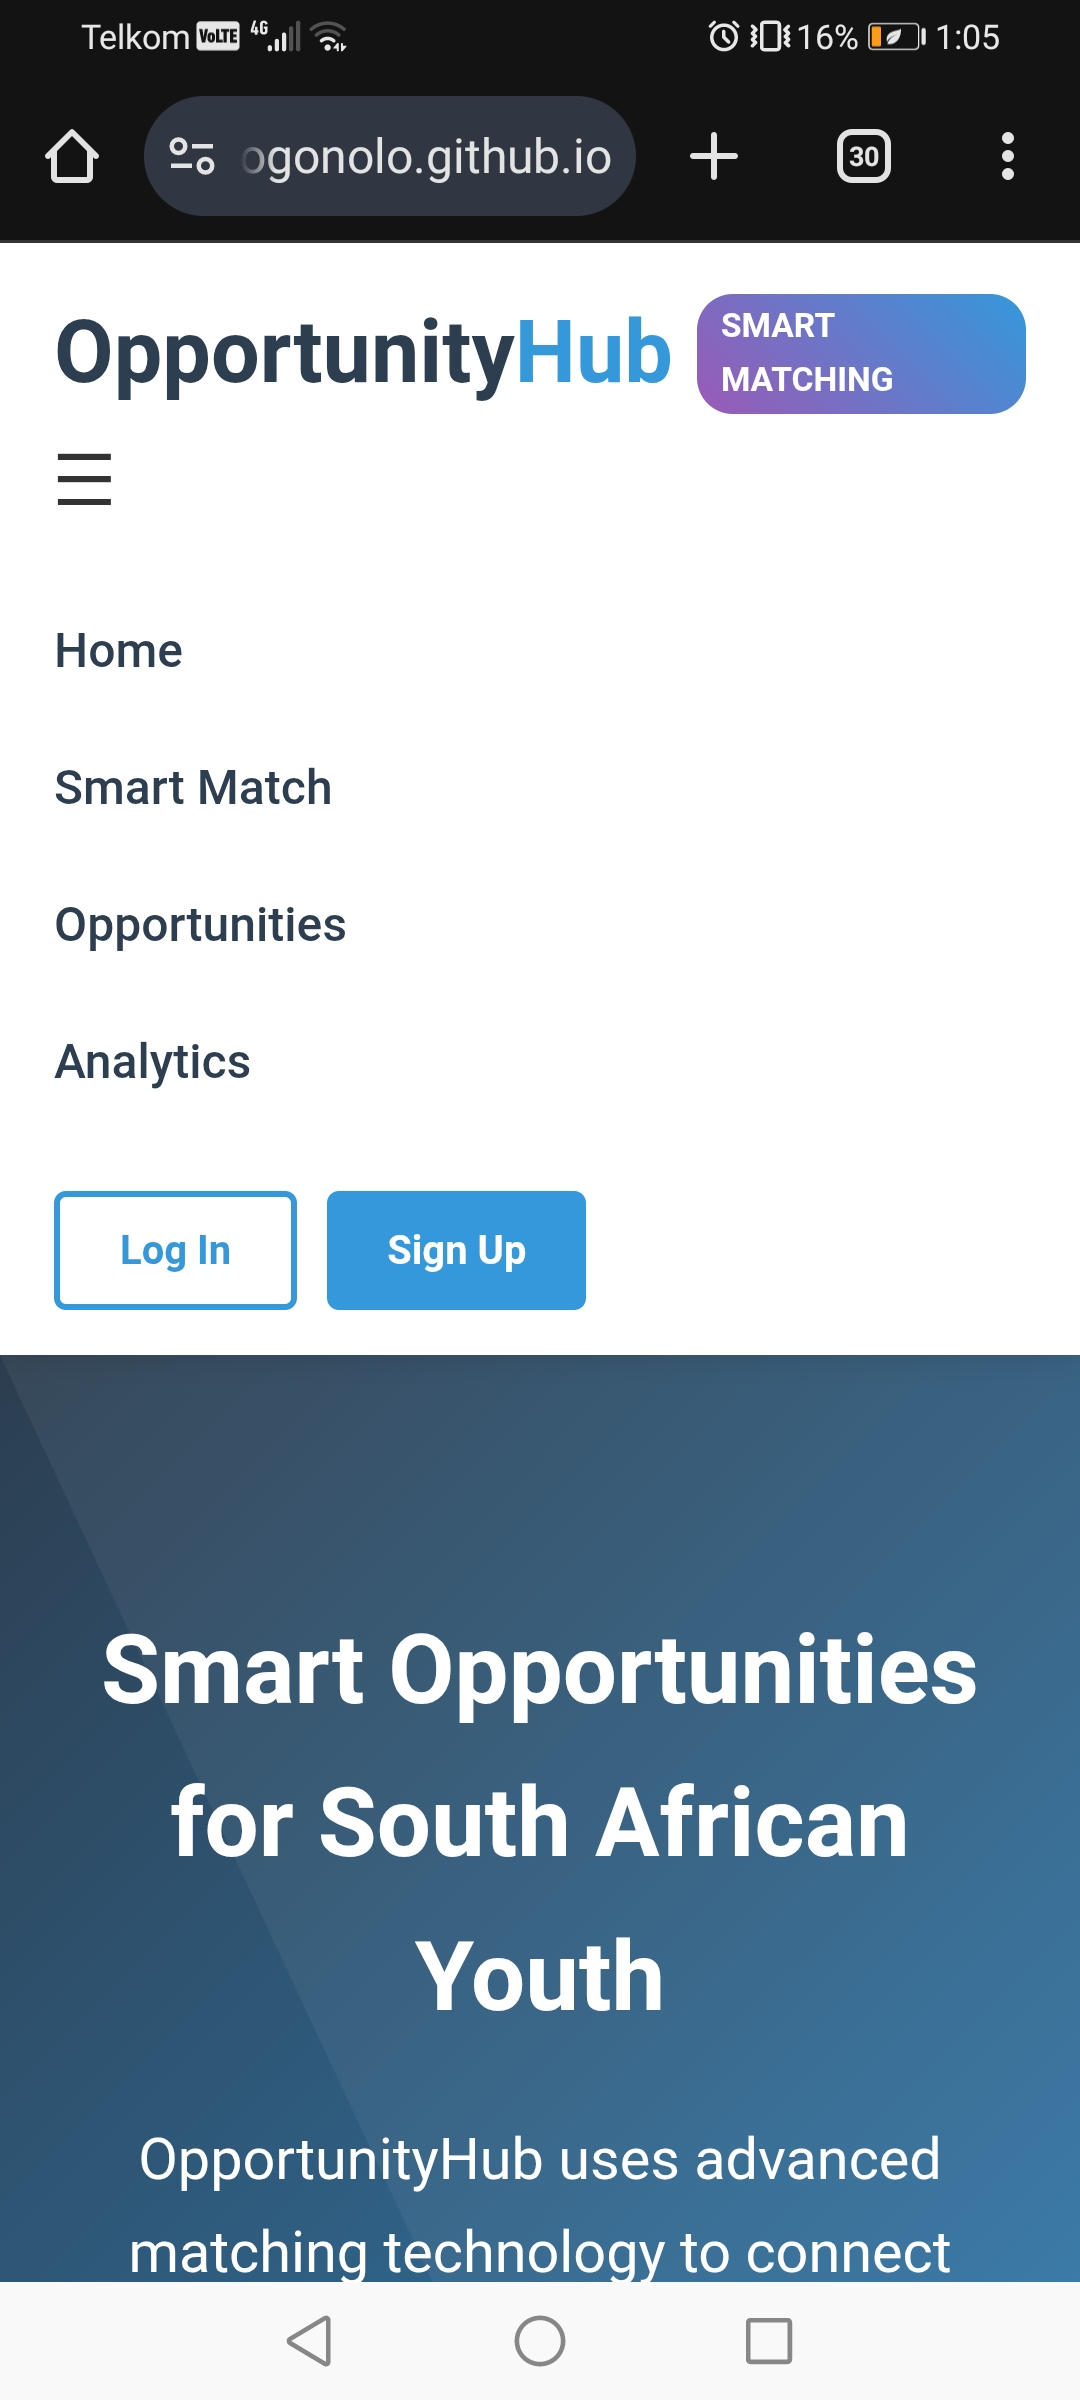 Telkom VoLTE 4G 16% 1:05
ogonolo.github.io 30
OpportunityHub SMART
MATCHING
Home
Smart Match
Opportunities
Analytics
Log In Sign Up
Smart Opportunities
for South African
Youth
OpportunityHub uses advanced
matching technology to connect